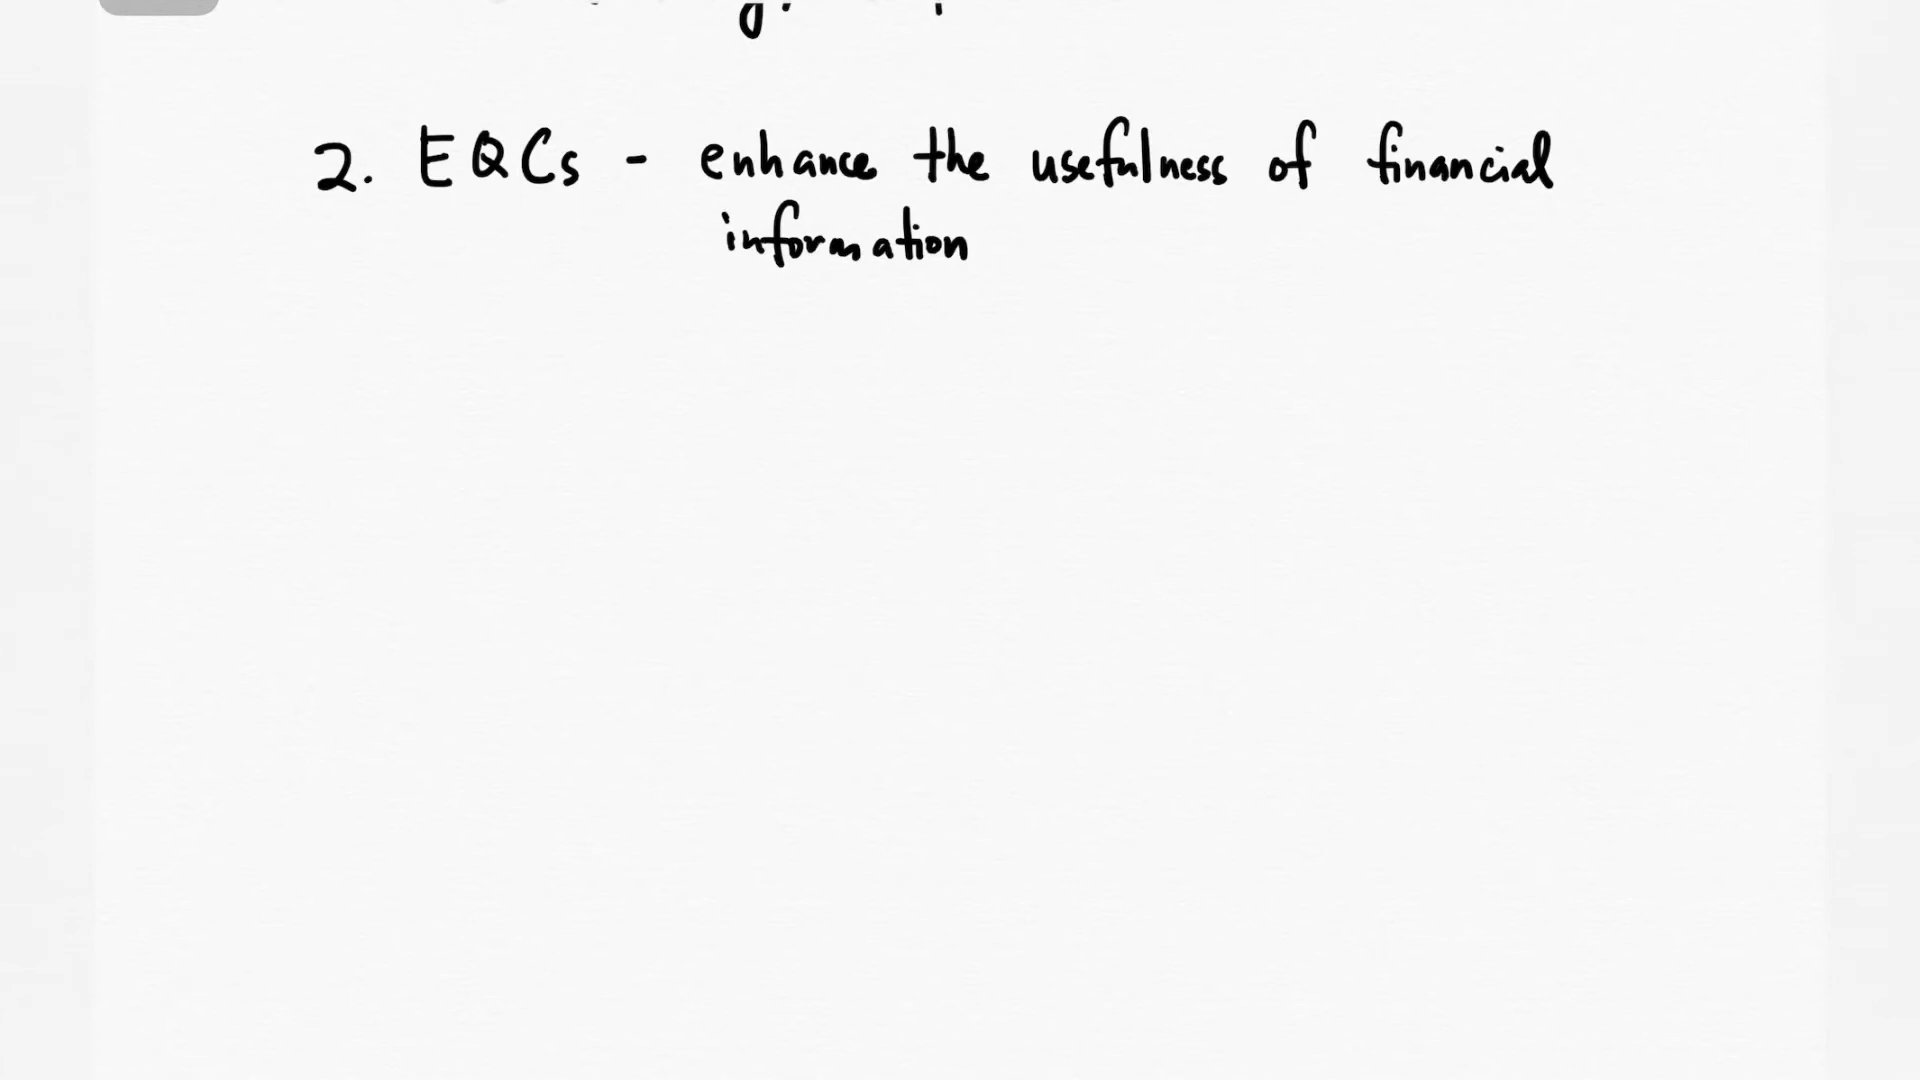 2. EQCs - enhance the usefulness of financial
information